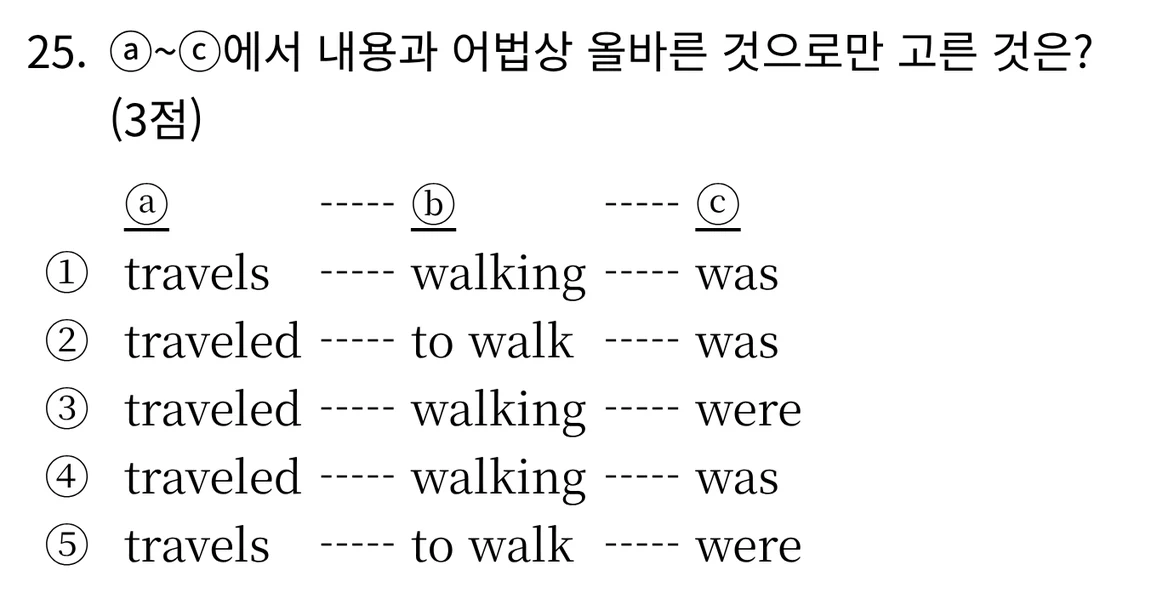 25. ⓐ~ⓒ에서 내용과 어법상 올바른 것으로만 고른 것은?
(3점)
ⓐ ----- ⓑ ----- ⓒ
① travels ----- walking ----- was
② traveled ----- to walk ----- was
③ traveled ----- walking ----- were
④ traveled ----- walking ----- was
⑤ travels ----- to walk ----- were